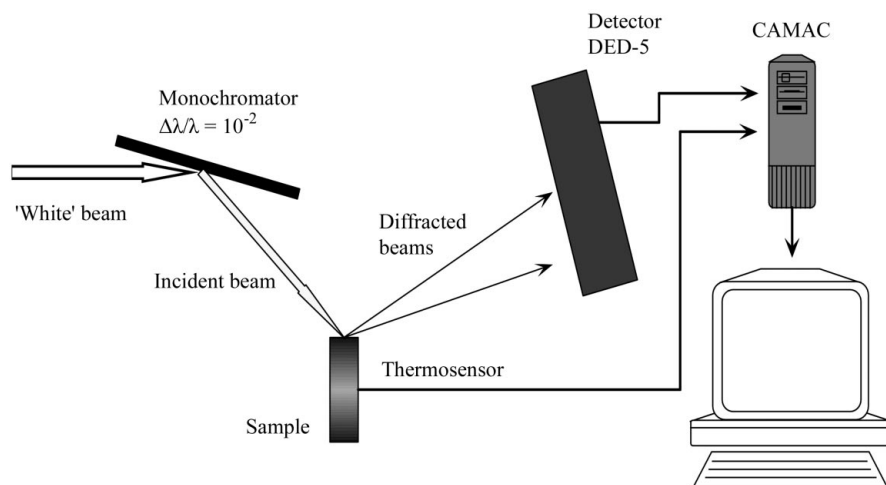 Detector
DED-5
CAMAC
Monochromator
Δλ/λ = 10⁻²
'White' beam
Diffracted
beams
Incident beam
Thermosensor
Sample